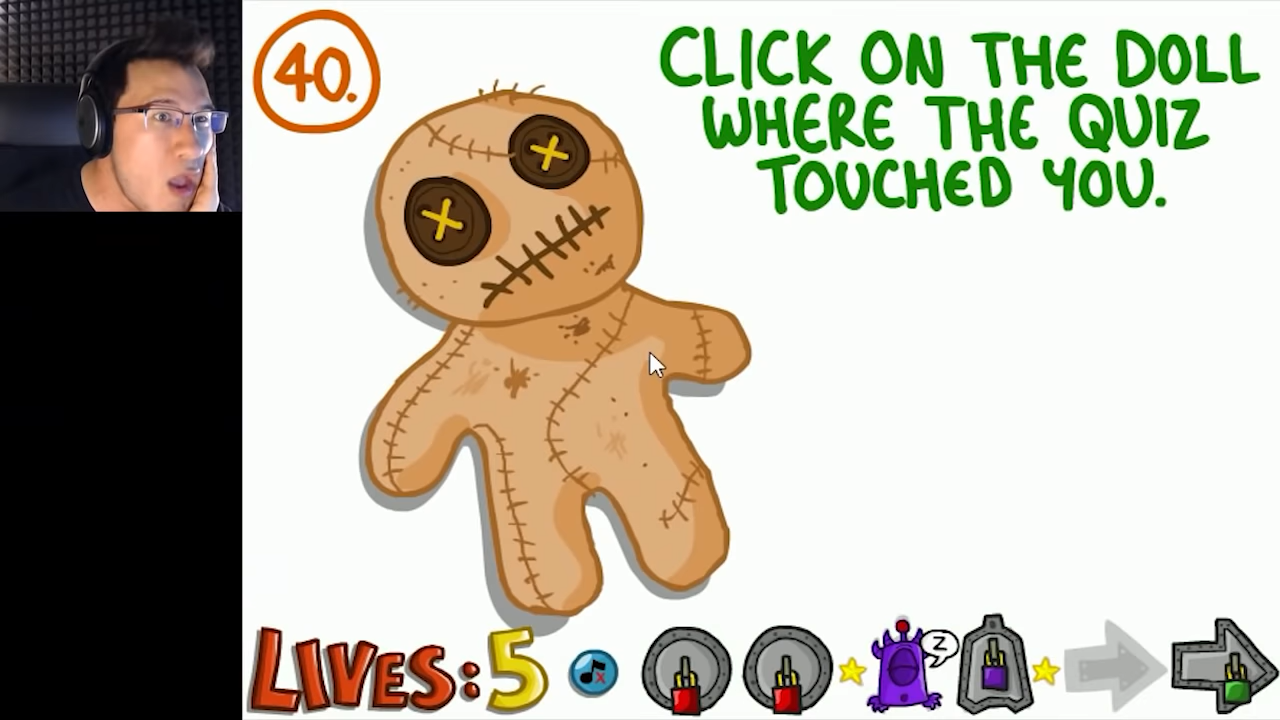 40.
CLICK ON THE DOLL
WHERE THE QUIZ
TOUCHED YOU.
LIVES: 5
Z